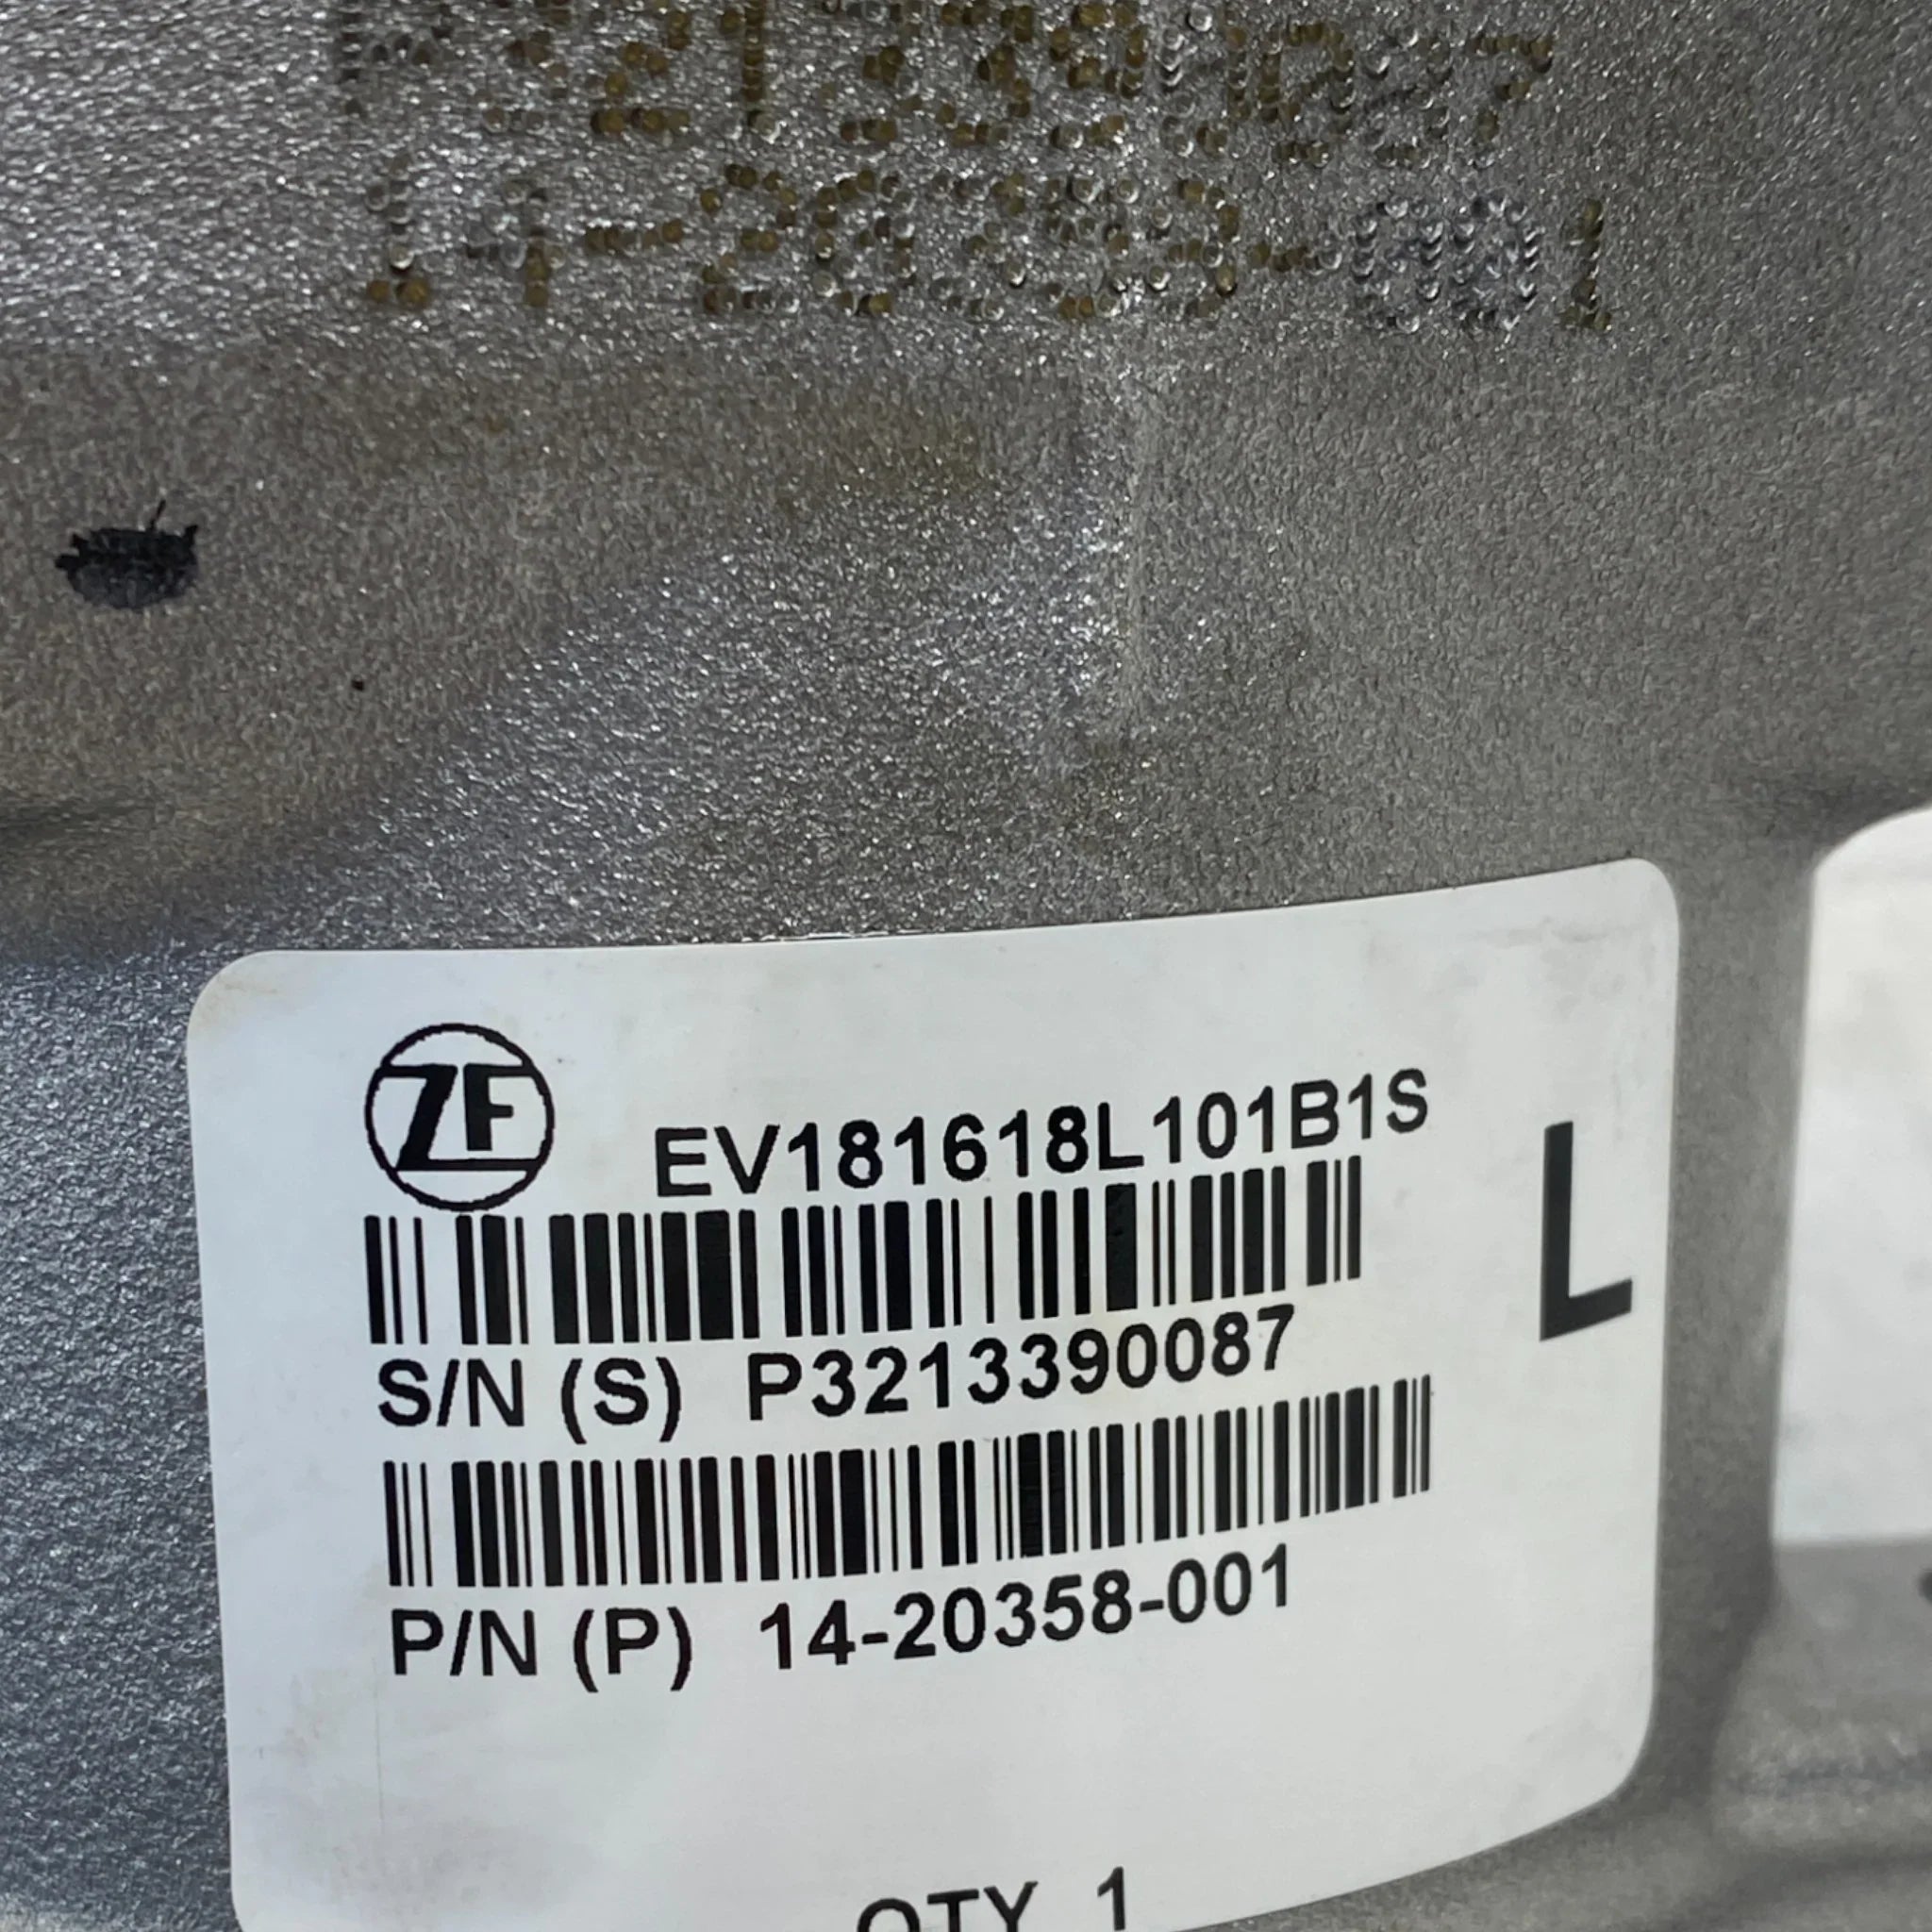 14-20358-001
ZF
EV181618L101B1S
L
S/N (S) P3213390087
P/N (P) 14-20358-001
QTY 1